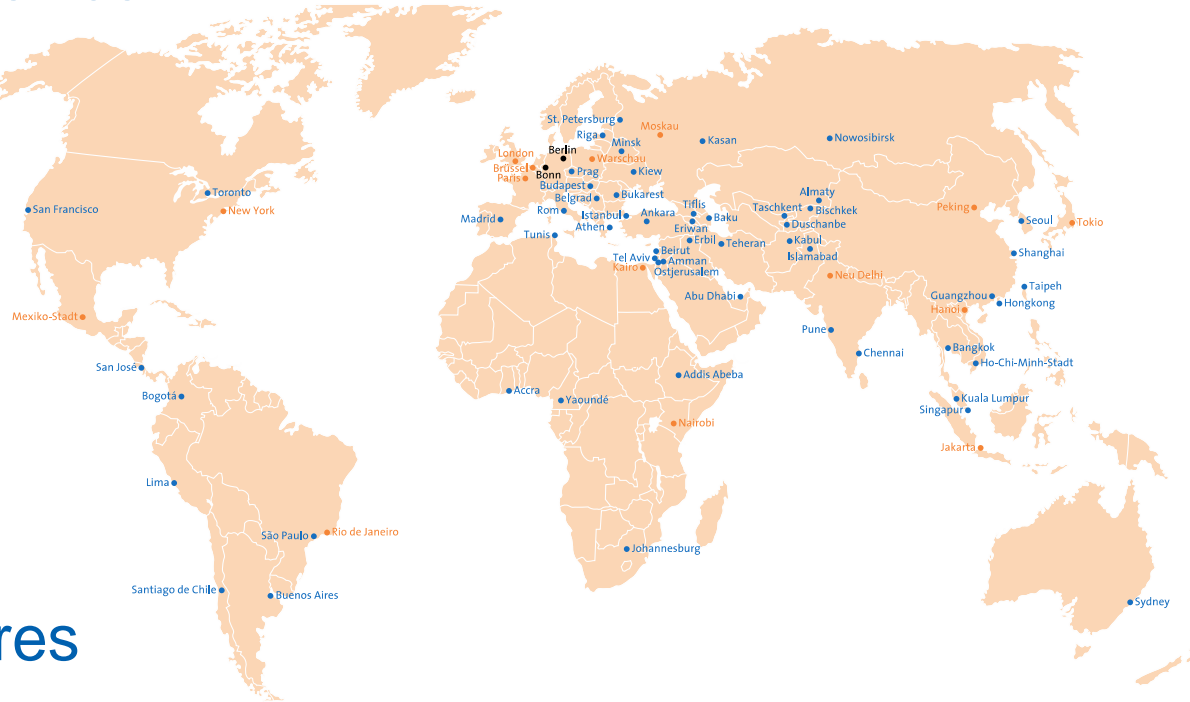 St. Petersburg
Moskau
Riga
Kasan
Nowosibirsk
Minsk
London
Berlin
Warschau
Brüssel
Bonn
Prag
Kiew
Paris
Budapest
Toronto
Belgrad
Bukarest
Almaty
San Francisco
New York
Madrid
Rom
Istanbul
Ankara
Tiflis
Baku
Taschkent
Bischkek
Peking
Seoul
Tokio
Athen
Eriwan
Duschanbe
Tunis
Erbil
Teheran
Kabul
Beirut
Islamabad
Shanghai
Tel Aviv
Amman
Kairo
Ostjerusalem
Neu Delhi
Abu Dhabi
Guangzhou
Taipeh
Hongkong
Mexiko-Stadt
Hanoi
Pune
Chennai
Bangkok
San José
Ho-Chi-Minh-Stadt
Addis Abeba
Bogotá
Accra
Yaoundé
Kuala Lumpur
Singapur
Nairobi
Jakarta
Lima
São Paulo
Rio de Janeiro
Johannesburg
Santiago de Chile
Buenos Aires
Sydney
res